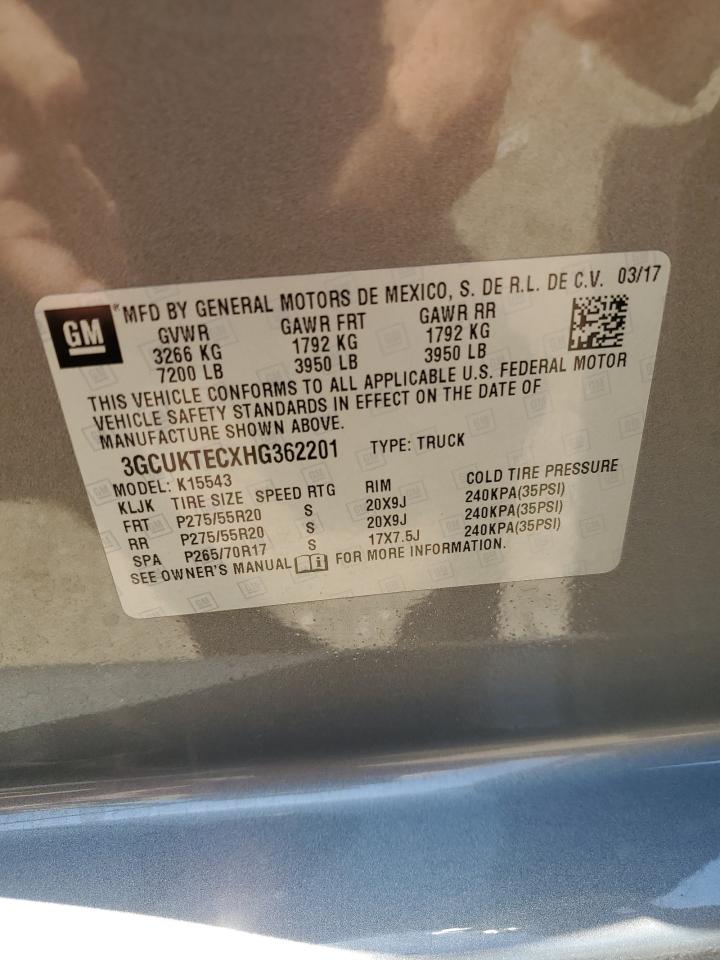 GM MFD BY GENERAL MOTORS DE MEXICO, S. DE R.L. DE C.V. 03/17
GVWR GAWR FRT GAWR RR
3266 KG 1792 KG 1792 KG
7200 LB 3950 LB 3950 LB
THIS VEHICLE CONFORMS TO ALL APPLICABLE U.S. FEDERAL MOTOR
VEHICLE SAFETY STANDARDS IN EFFECT ON THE DATE OF
MANUFACTURE SHOWN ABOVE.
3GCUKTECXHG362201 TYPE: TRUCK
MODEL: K15543
KLJK TIRE SIZE SPEED RTG RIM COLD TIRE PRESSURE
FRT P275/55R20 S 20X9J 240KPA(35PSI)
RR P275/55R20 S 20X9J 240KPA(35PSI)
SPA P265/70R17 S 17X7.5J 240KPA(35PSI)
SEE OWNER'S MANUAL FOR MORE INFORMATION.